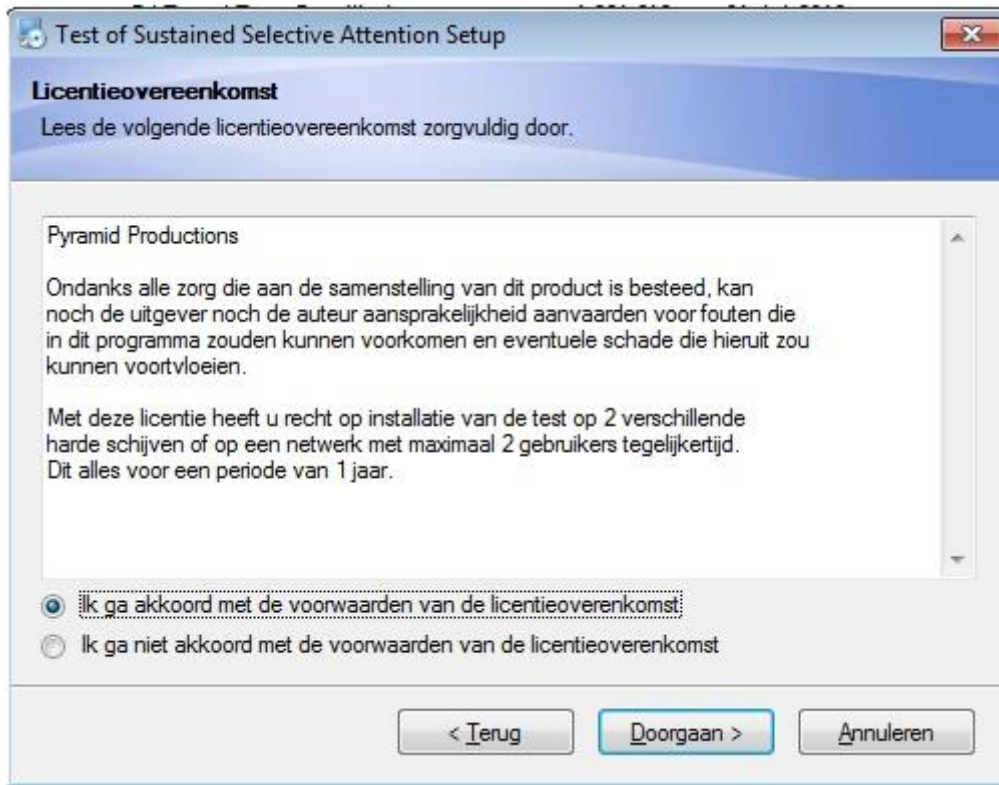 Test of Sustained Selective Attention Setup
Licentieovereenkomst
Lees de volgende licentieovereenkomst zorgvuldig door.
Pyramid Productions
Ondanks alle zorg die aan de samenstelling van dit product is besteed, kan
noch de uitgever noch de auteur aansprakelijkheid aanvaarden voor fouten die
in dit programma zouden kunnen voorkomen en eventuele schade die hieruit zou
kunnen voortvloeien.
Met deze licentie heeft u recht op installatie van de test op 2 verschillende
harde schijven of op een netwerk met maximaal 2 gebruikers tegelijkertijd.
Dit alles voor een periode van 1 jaar.
Ik ga akkoord met de voorwaarden van de licentieoverenkomst
Ik ga niet akkoord met de voorwaarden van de licentieoverenkomst
< Terug
Doorgaan >
Annuleren